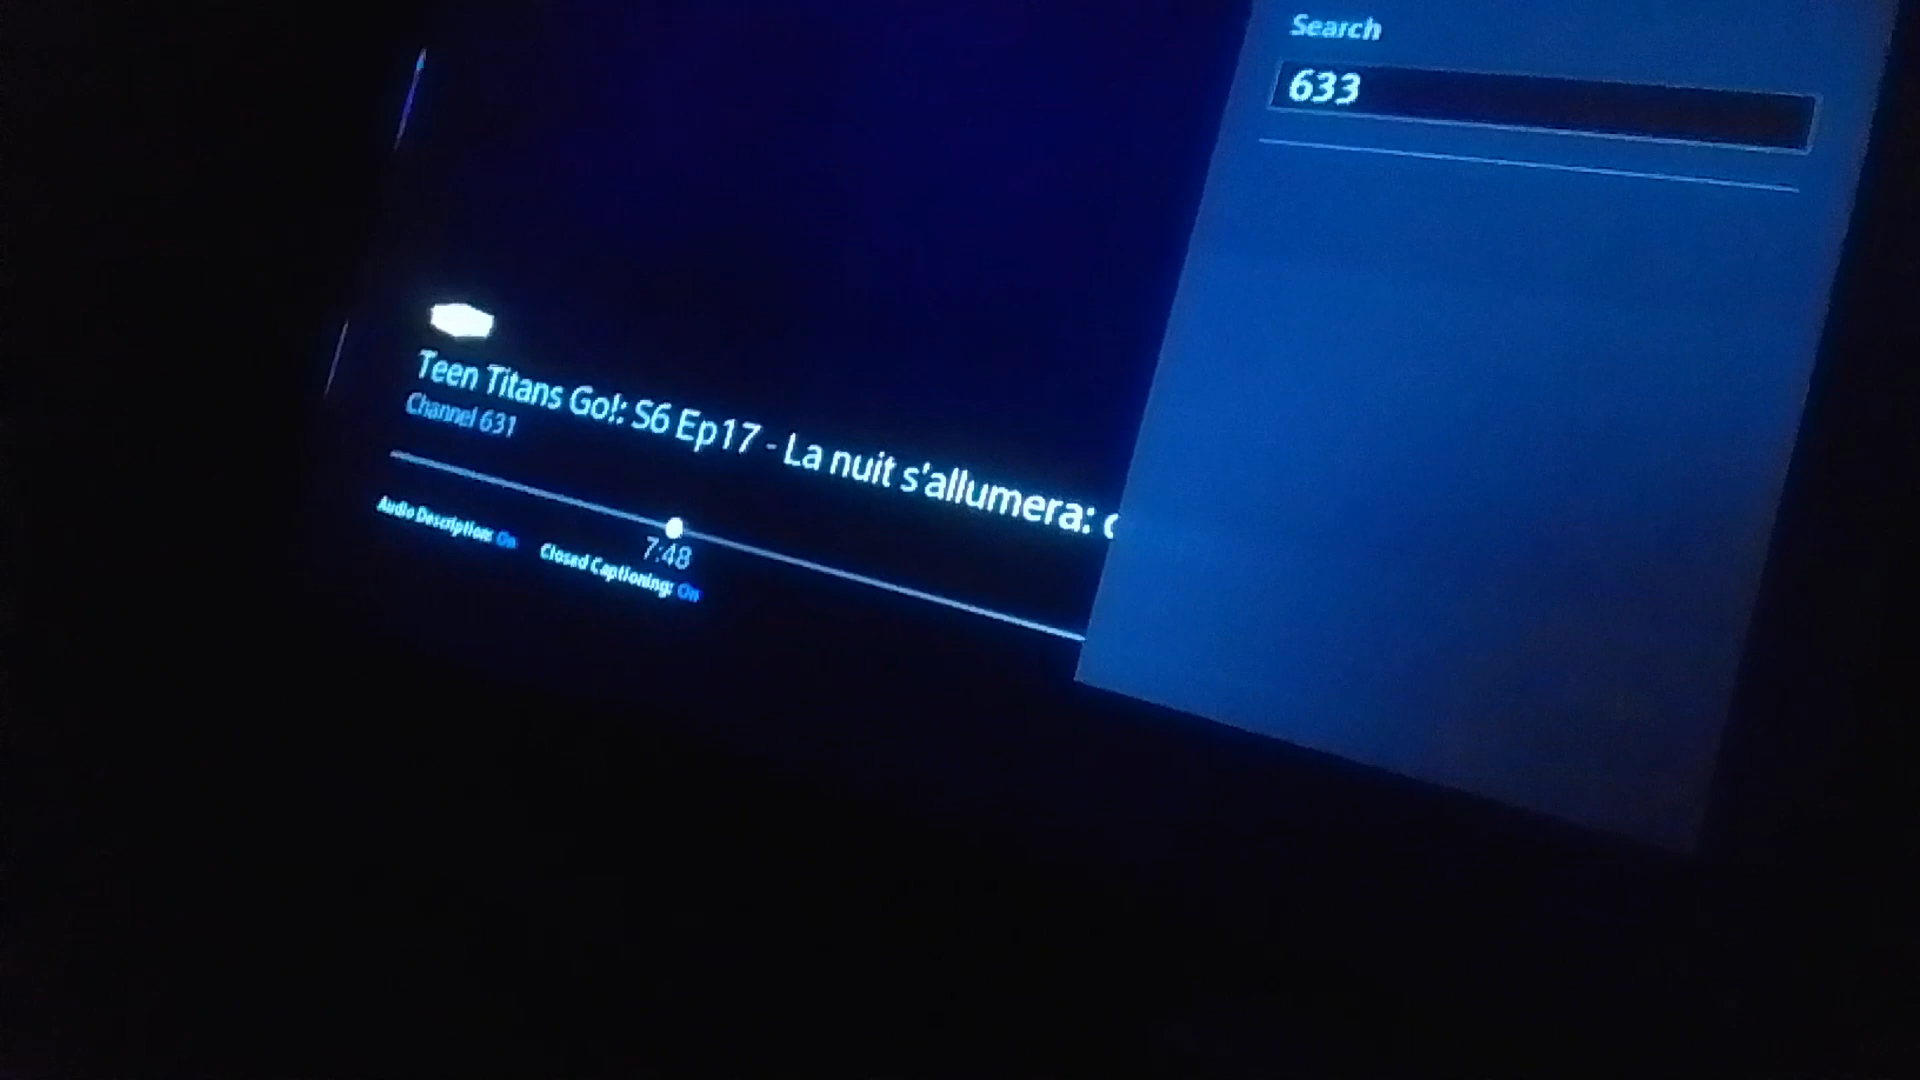 Search
633
Teen Titans Go!: S6 Ep17 - La nuit s'allumera:
Channel 631
7:48
Audio Description: On Closed Captioning: On